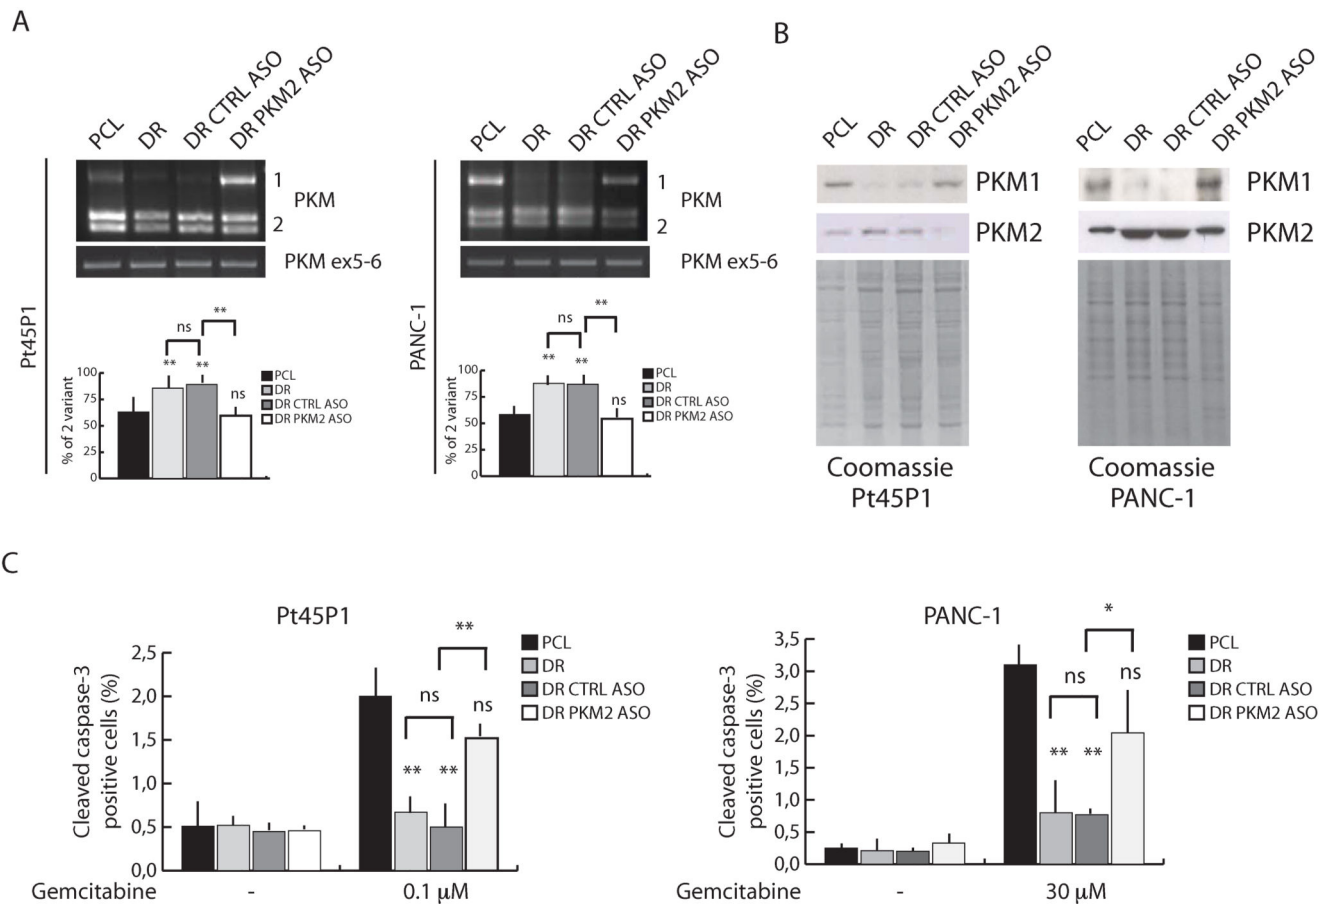 A
PCL
DR
DR CTRL ASO
DR PKM2 ASO
Pt45P1
1
PKM
2
PKM ex5-6
ns
**
**
**
ns
% of 2 variant
100
75
50
25
0
PCL
DR
DR CTRL ASO
DR PKM2 ASO
PCL
DR
DR CTRL ASO
DR PKM2 ASO
PANC-1
1
PKM
2
PKM ex5-6
ns
**
**
**
ns
% of 2 variant
100
75
50
25
0
PCL
DR
DR CTRL ASO
DR PKM2 ASO
B
PCL
DR
DR CTRL ASO
DR PKM2 ASO
PKM1
PKM2
Coomassie
Pt45P1
PCL
DR
DR CTRL ASO
DR PKM2 ASO
PKM1
PKM2
Coomassie
PANC-1
C
Pt45P1
Cleaved caspase-3
positive cells (%)
2,5
2,0
1,5
1,0
0,5
0,0
**
ns
ns
**
**
PCL
DR
DR CTRL ASO
DR PKM2 ASO
Gemcitabine
-
0.1 µM
PANC-1
Cleaved caspase-3
positive cells (%)
3,5
3,0
2,5
2,0
1,5
1,0
0,5
0,0
*
ns
ns
**
**
PCL
DR
DR CTRL ASO
DR PKM2 ASO
Gemcitabine
-
30 µM